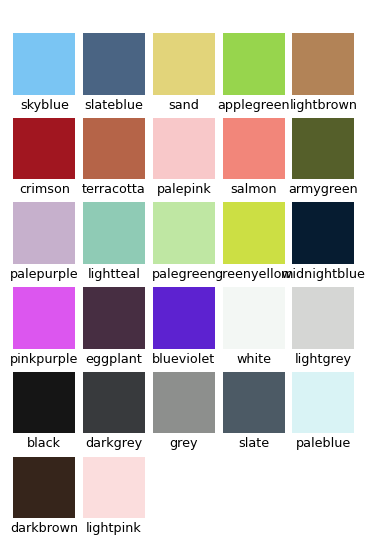 skyblue slateblue sand applegreen lightbrown
crimson terracotta palepink salmon armygreen
palepurple lightteal palegreen greenyellow midnightblue
pinkpurple eggplant blueviolet white lightgrey
black darkgrey grey slate paleblue
darkbrown lightpink